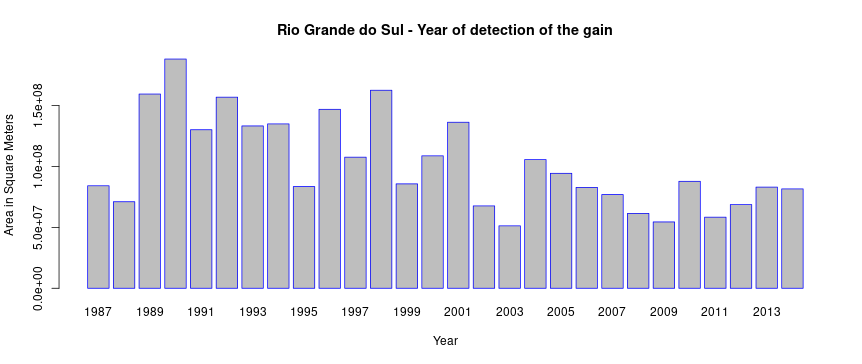 Rio Grande do Sul - Year of detection of the gain
Area in Square Meters
1.5e+08
1.0e+08
5.0e+07
0.0e+00
1987 1989 1991 1993 1995 1997 1999 2001 2003 2005 2007 2009 2011 2013
Year